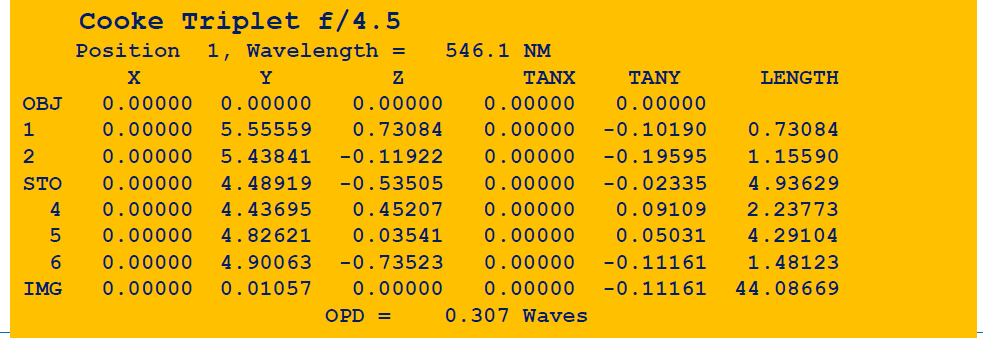 Cooke Triplet f/4.5
Position 1, Wavelength = 546.1 NM
X Y Z TANX TANY LENGTH
OBJ 0.00000 0.00000 0.00000 0.00000 0.00000
1 0.00000 5.55559 0.73084 0.00000 -0.10190 0.73084
2 0.00000 5.43841 -0.11922 0.00000 -0.19595 1.15590
STO 0.00000 4.48919 -0.53505 0.00000 -0.02335 4.93629
4 0.00000 4.43695 0.45207 0.00000 0.09109 2.23773
5 0.00000 4.82621 0.03541 0.00000 0.05031 4.29104
6 0.00000 4.90063 -0.73523 0.00000 -0.11161 1.48123
IMG 0.00000 0.01057 0.00000 0.00000 -0.11161 44.08669
OPD = 0.307 Waves